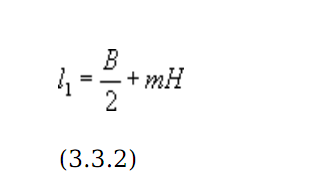 l₁ = B/2 + mH
(3.3.2)